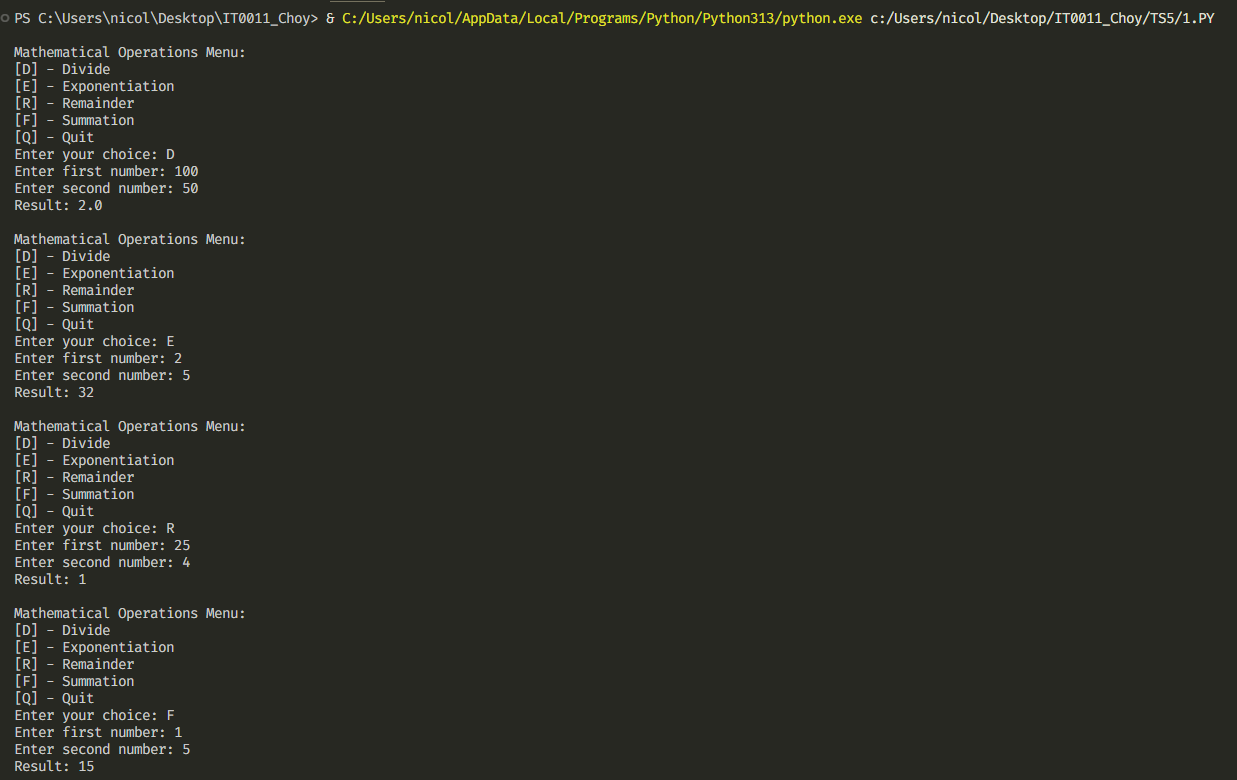 PS C:\Users\nicol\Desktop\IT0011_Choy> & C:/Users/nicol/AppData/Local/Programs/Python/Python313/python.exe c:/Users/nicol/Desktop/IT0011_Choy/TS5/1.PY
Mathematical Operations Menu:
[D] - Divide
[E] - Exponentiation
[R] - Remainder
[F] - Summation
[Q] - Quit
Enter your choice: D
Enter first number: 100
Enter second number: 50
Result: 2.0
Mathematical Operations Menu:
[D] - Divide
[E] - Exponentiation
[R] - Remainder
[F] - Summation
[Q] - Quit
Enter your choice: E
Enter first number: 2
Enter second number: 5
Result: 32
Mathematical Operations Menu:
[D] - Divide
[E] - Exponentiation
[R] - Remainder
[F] - Summation
[Q] - Quit
Enter your choice: R
Enter first number: 25
Enter second number: 4
Result: 1
Mathematical Operations Menu:
[D] - Divide
[E] - Exponentiation
[R] - Remainder
[F] - Summation
[Q] - Quit
Enter your choice: F
Enter first number: 1
Enter second number: 5
Result: 15